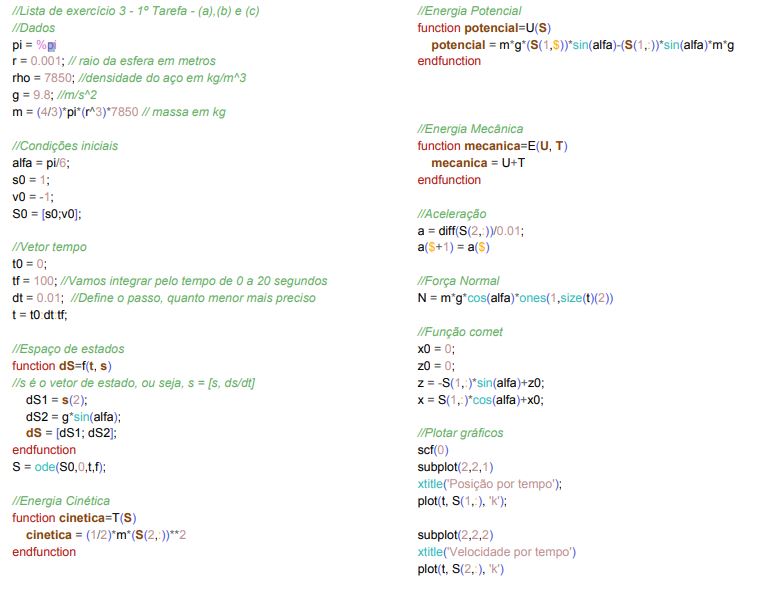 //Lista de exercício 3 - 1º Tarefa - (a),(b) e (c)
//Dados
pi = %pi
r = 0.001; // raio da esfera em metros
rho = 7850; //densidade do aço em kg/m^3
g = 9.8; //m/s^2
m = (4/3)*pi*(r^3)*7850 // massa em kg
//Condições iniciais
alfa = pi/6;
s0 = 1;
v0 = -1;
S0 = [s0;v0];
//Vetor tempo
t0 = 0;
tf = 100; //Vamos integrar pelo tempo de 0 a 20 segundos
dt = 0.01; //Define o passo, quanto menor mais preciso
t = t0:dt:tf;
//Espaço de estados
function dS=f(t, s)
//s é o vetor de estado, ou seja, s = [s, ds/dt]
dS1 = s(2);
dS2 = g*sin(alfa);
dS = [dS1; dS2];
endfunction
S = ode(S0,0,t,f);
//Energia Cinética
function cinetica=T(S)
cinetica = (1/2)*m*(S(2,:))**2
endfunction
//Energia Potencial
function potencial=U(S)
potencial = m*g*(S(1,$))*sin(alfa)-(S(1,:))*sin(alfa)*m*g
endfunction
//Energia Mecânica
function mecanica=E(U, T)
mecanica = U+T
endfunction
//Aceleração
a = diff(S(2,:))/0.01;
a($+1) = a($)
//Força Normal
N = m*g*cos(alfa)*ones(1,size(t)(2))
//Função comet
x0 = 0;
z0 = 0;
z = -S(1,:)*sin(alfa)+z0;
x = S(1,:)*cos(alfa)+x0;
//Plotar gráficos
scf(0)
subplot(2,2,1)
xtitle('Posição por tempo');
plot(t, S(1,:), 'k');
subplot(2,2,2)
xtitle('Velocidade por tempo')
plot(t, S(2,:), 'k')